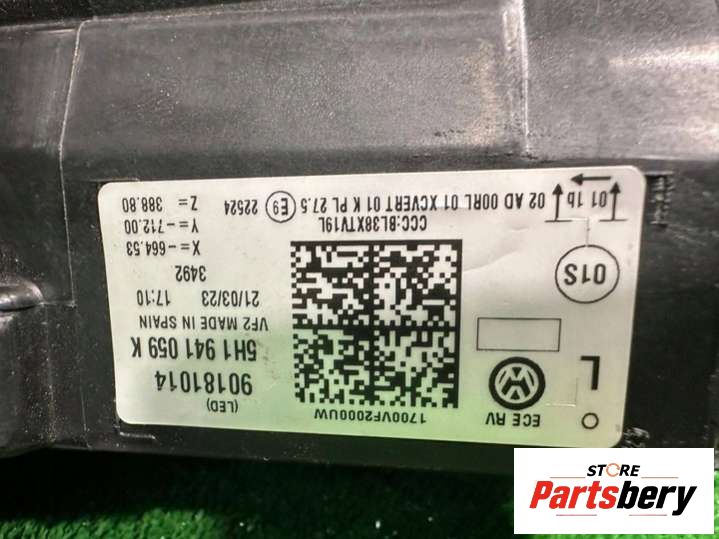 (LED)
90181014
5H1 941 059 K
VF2 MADE IN SPAIN
21/03/23 17:10
3492
X=-664.53
Y=-712.00
Z= 388.80
1700VF2000UW
CCC:BL38XTV19L
02 AD 00RL 01 XCVERT 01 K PL 27.5 E9 22524
ECE RV
L
01S
01 1b
STORE
Partsbery